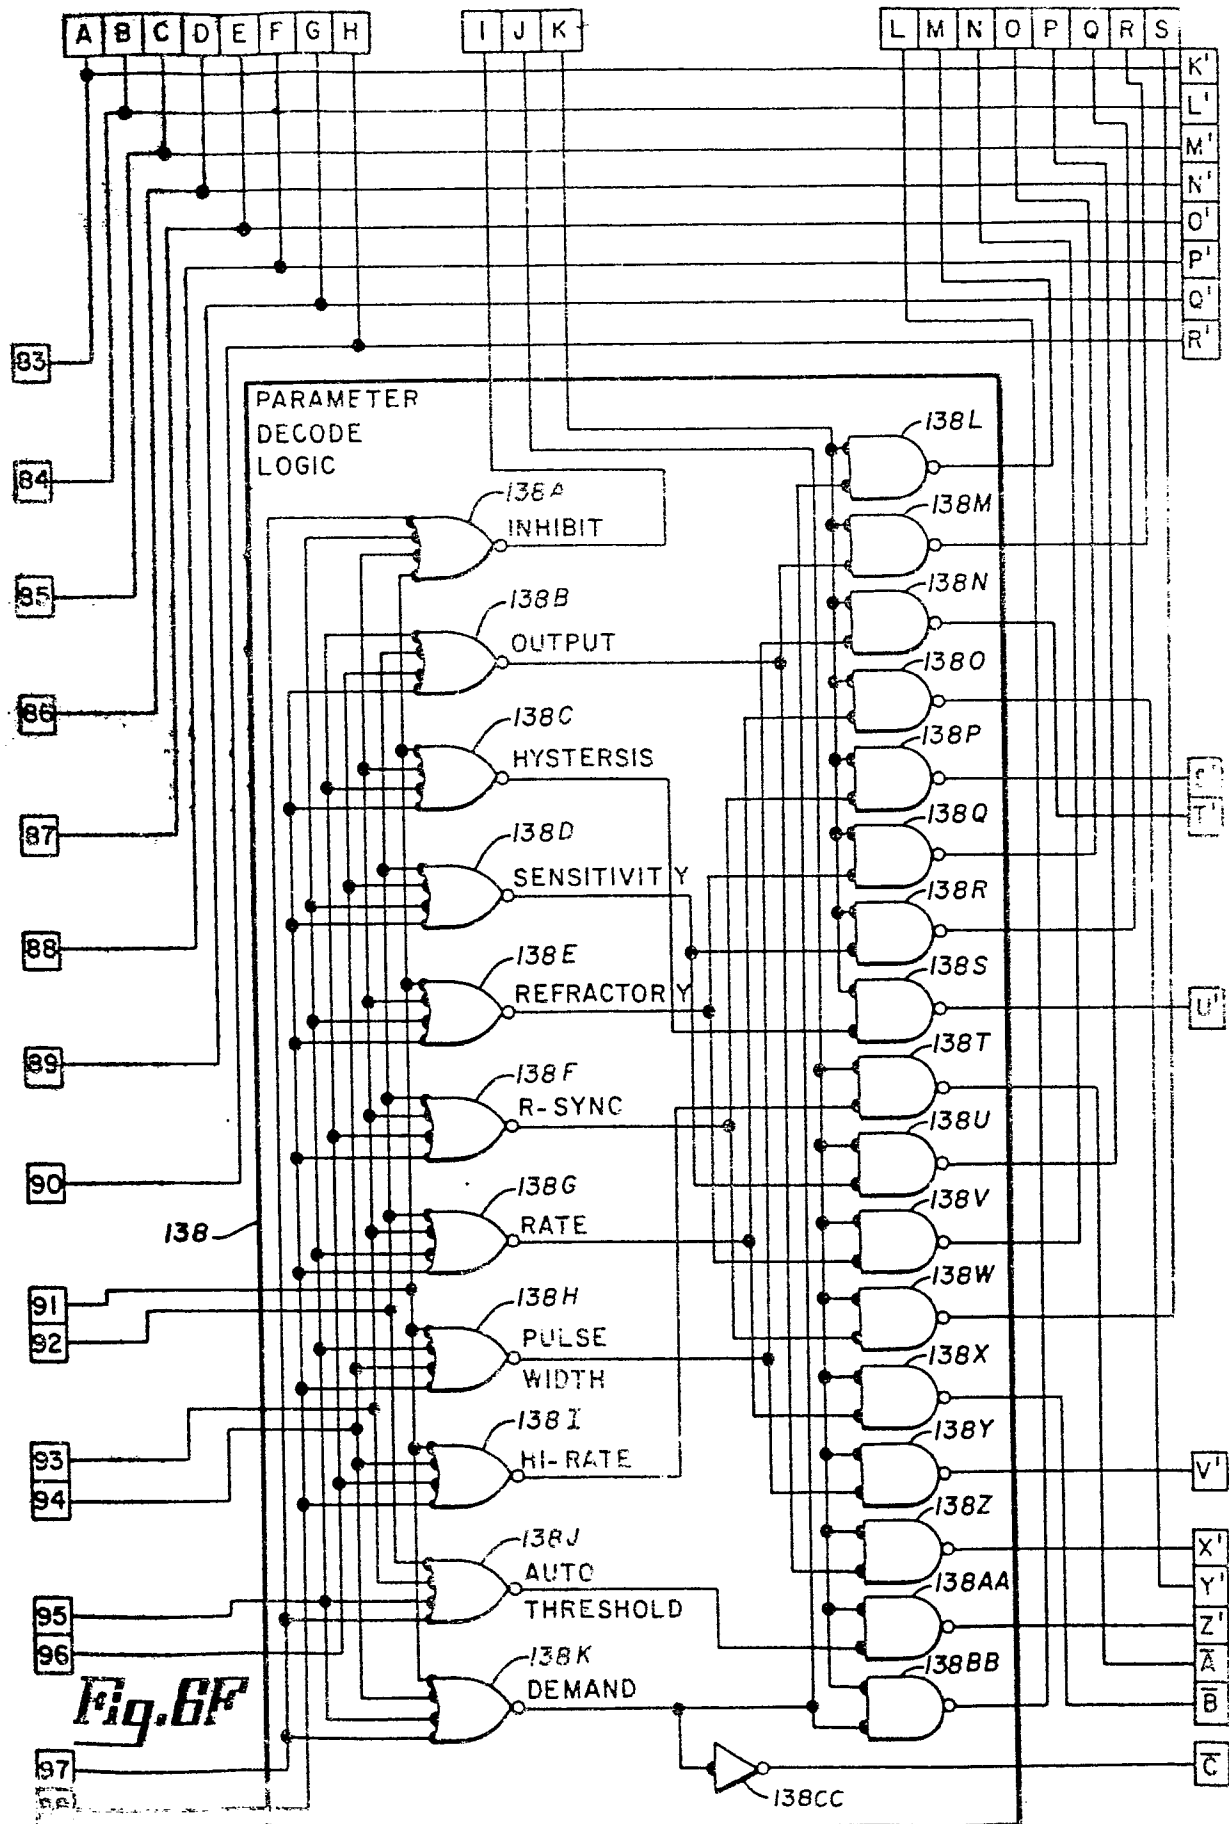 A B C D E F G H
I J K
L M N O P Q R S
K'
L'
M'
N'
O'
P'
Q'
R'
83
84
85
86
87
88
89
90
91
92
93
94
95
96
97
PARAMETER
DECODE
LOGIC
138A
INHIBIT
138B
OUTPUT
138C
HYSTERSIS
138D
SENSITIVITY
138E
REFRACTORY
138F
R-SYNC
138G
RATE
138
138H
PULSE
WIDTH
138I
HI-RATE
138J
AUTO
THRESHOLD
138K
DEMAND
138L
138M
138N
138O
138P
138Q
138R
138S
138T
138U
138V
138W
138X
138Y
138Z
138AA
138BB
138CC
T'
U'
V'
X'
Y'
Z'
A̅
B̅
C̅
Fig.6F